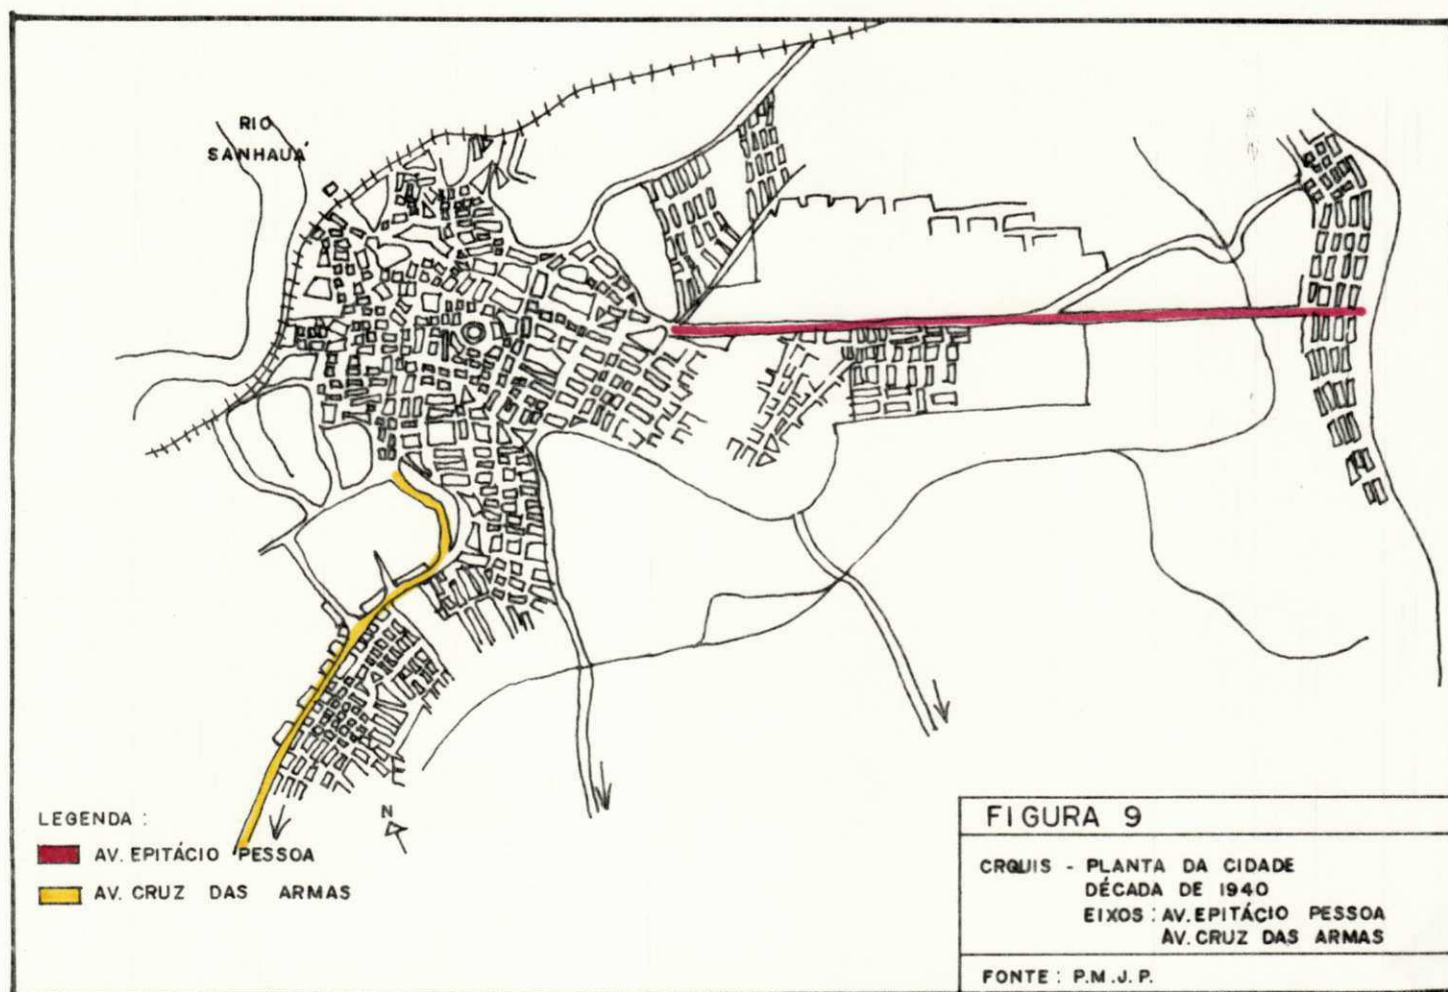 RIO
SANHAUÁ
LEGENDA :
AV. EPITÁCIO PESSOA
AV. CRUZ DAS ARMAS
N
FIGURA 9
CRQUIS - PLANTA DA CIDADE
DÉCADA DE 1940
EIXOS : AV. EPITÁCIO PESSOA
AV. CRUZ DAS ARMAS
FONTE : P.M.J.P.